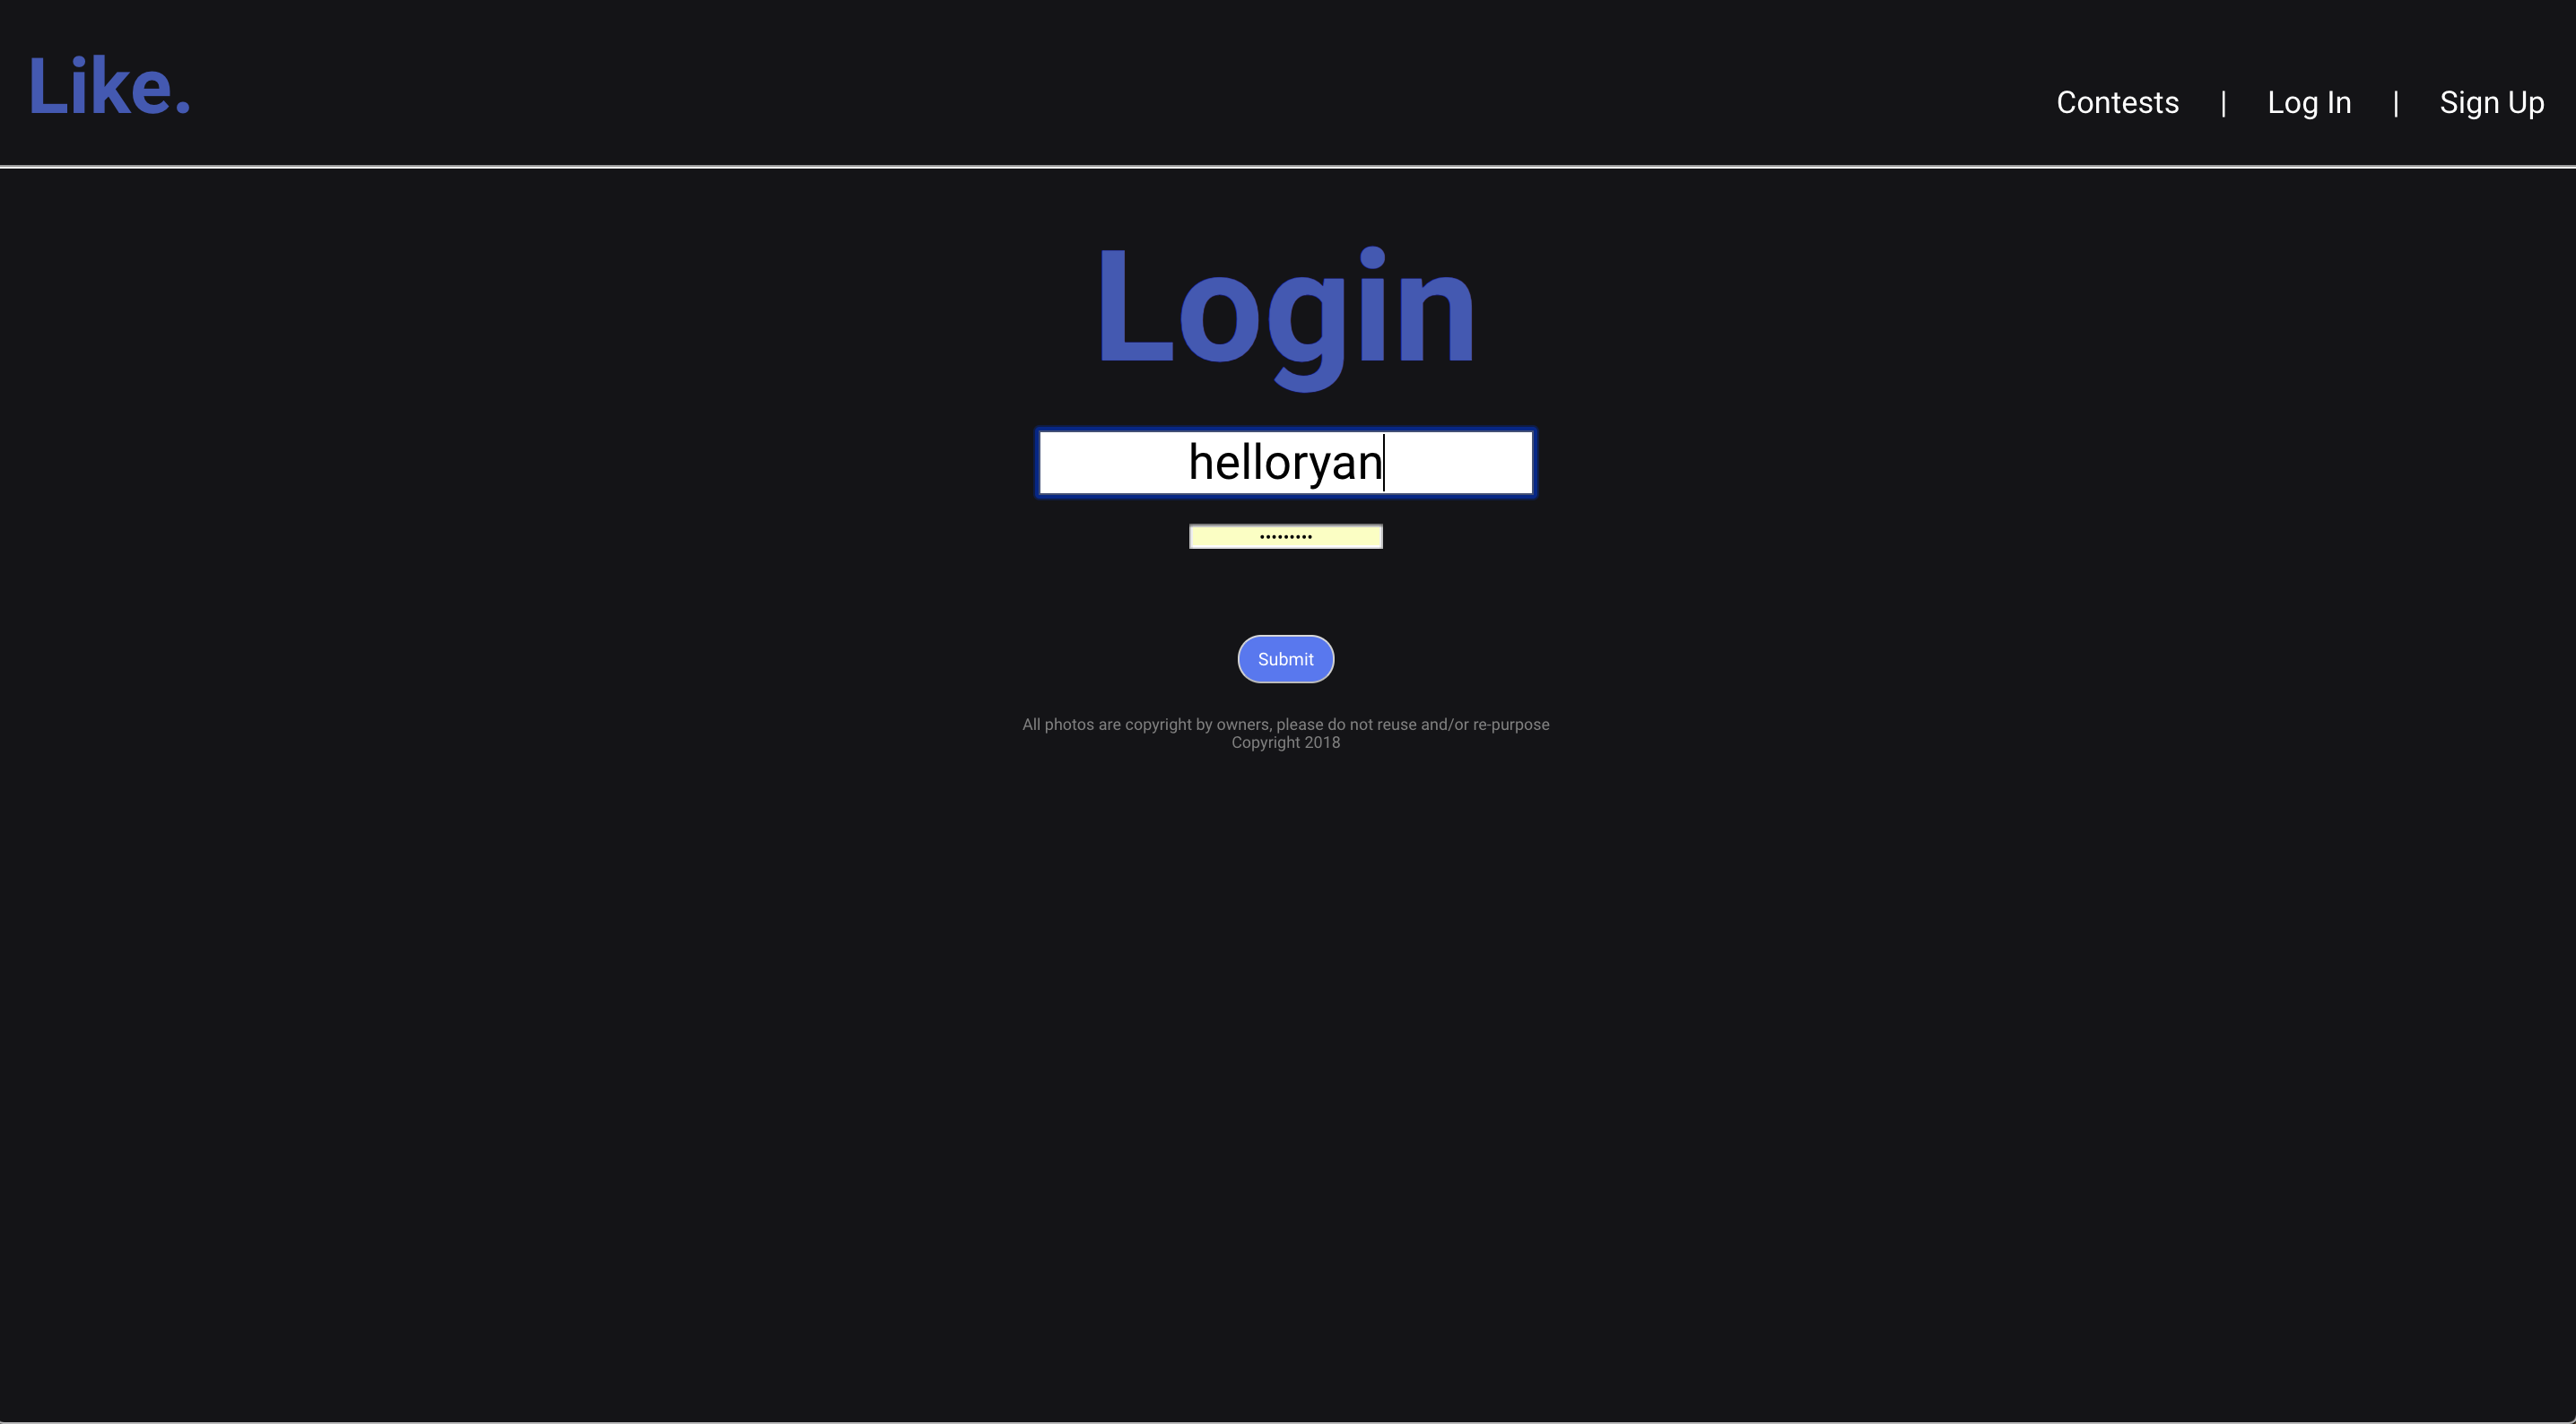 Like.
Contests | Log In | Sign Up
Login
helloryan
•••••••••
Submit
All photos are copyright by owners, please do not reuse and/or re-purpose
Copyright 2018